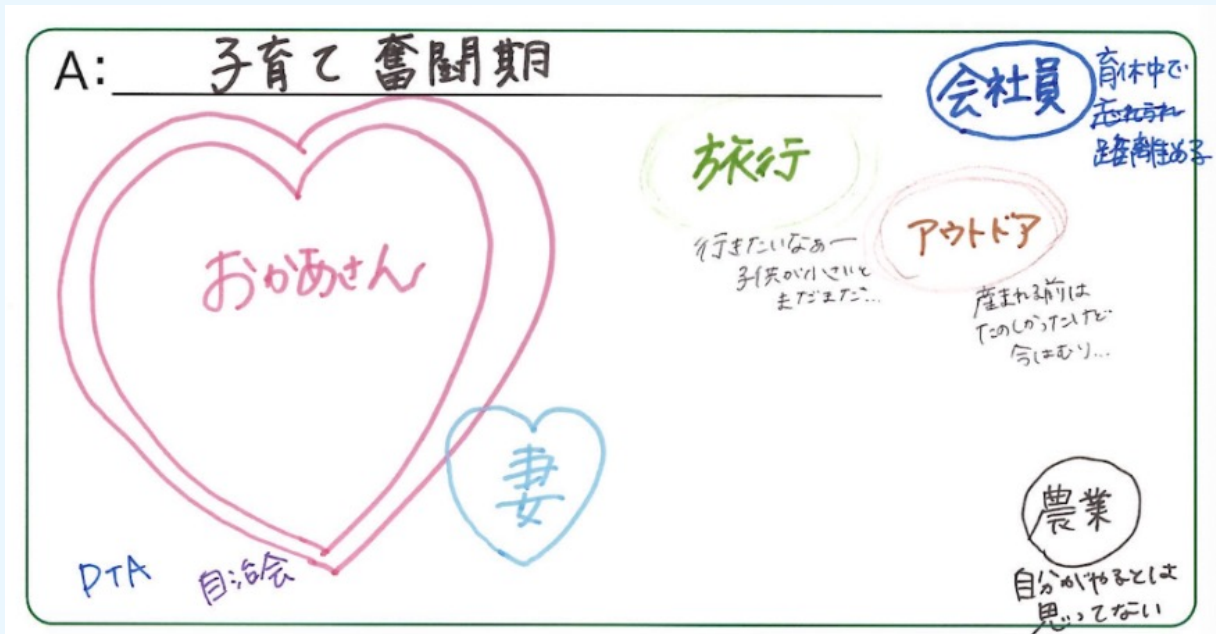 A: 子育て 奮闘期
会社員
育休中で
忘れられ
距離住める
旅行
行きたいなぁー
子供が小さいと
まだまだ…
アウトドア
産まれる前は
たのしかったけど
今はむり…
おかあさん
妻
PTA
自治会
農業
自分がやるとは
思ってない